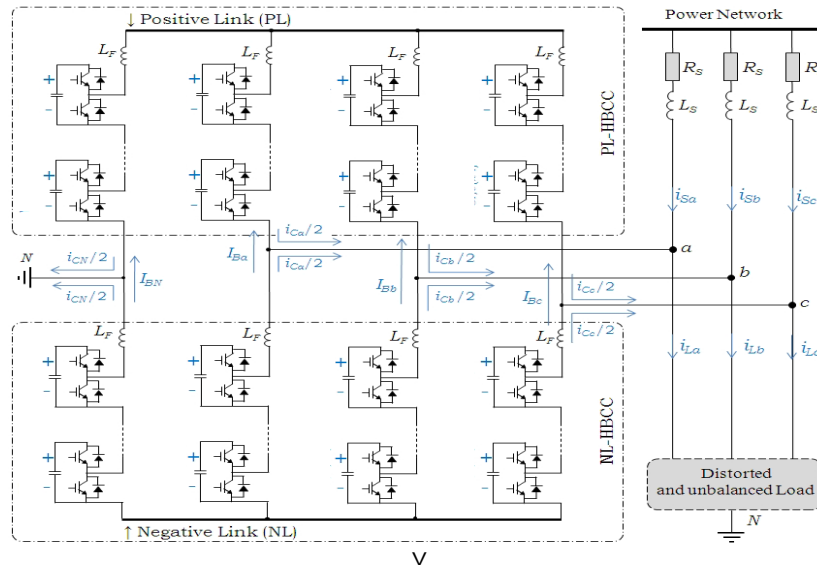 ↓ Positive Link (PL)
Power Network
L_F L_F L_F L_F
R_S R_S R
L_S L_S L_S
+ + + +
- - - -
PL-HBCC
+ + + +
- - - -
i_Sa i_Sb i_Sc
i_Ca/2
i_CN/2 I_Ba i_Ca/2 a
N I_BN i_Cb/2 b
i_CN/2 I_Bb i_Cb/2 I_Bc i_Cc/2 c
i_Cc/2
L_F L_F L_F L_F
i_La i_Lb i_Lc
+ + + +
- - - -
NL-HBCC
+ + + +
- - - -
Distorted
and unbalanced Load
N
↑ Negative Link (NL)
V